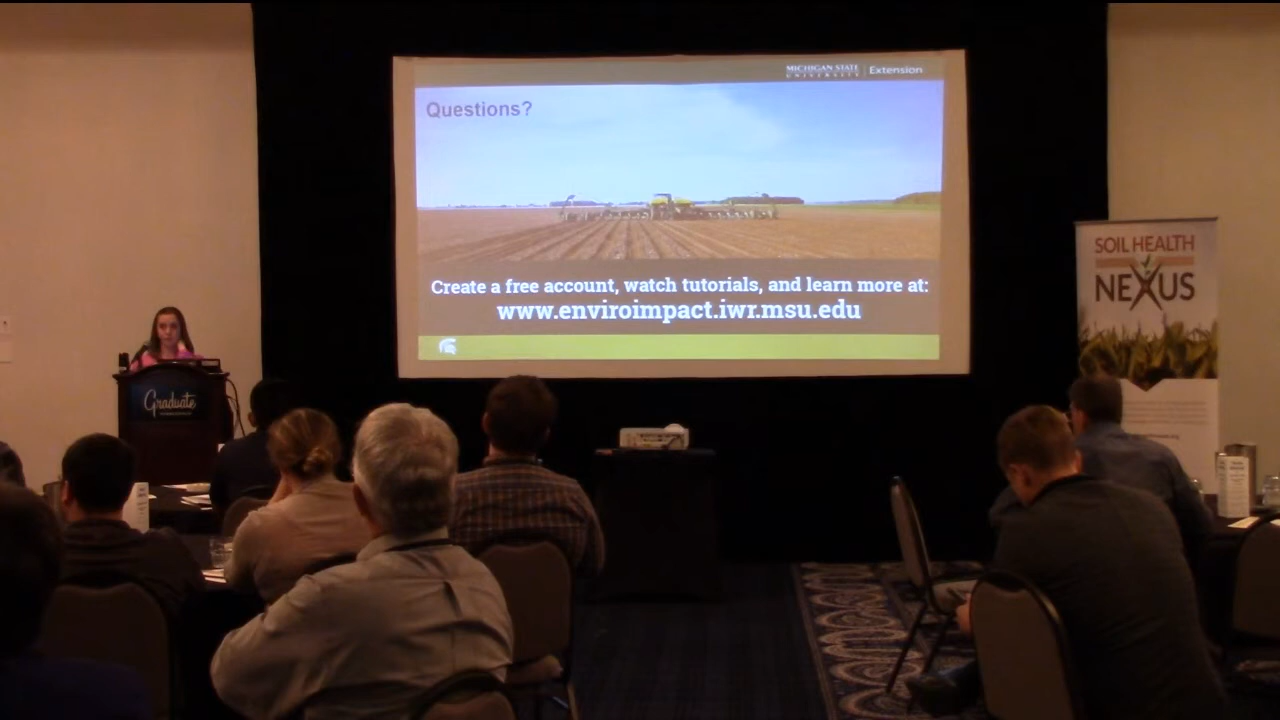 MICHIGAN STATE
UNIVERSITY
Extension
Questions?
Create a free account, watch tutorials, and learn more at:
www.enviroimpact.iwr.msu.edu
SOIL HEALTH
NEXUS
Graduate